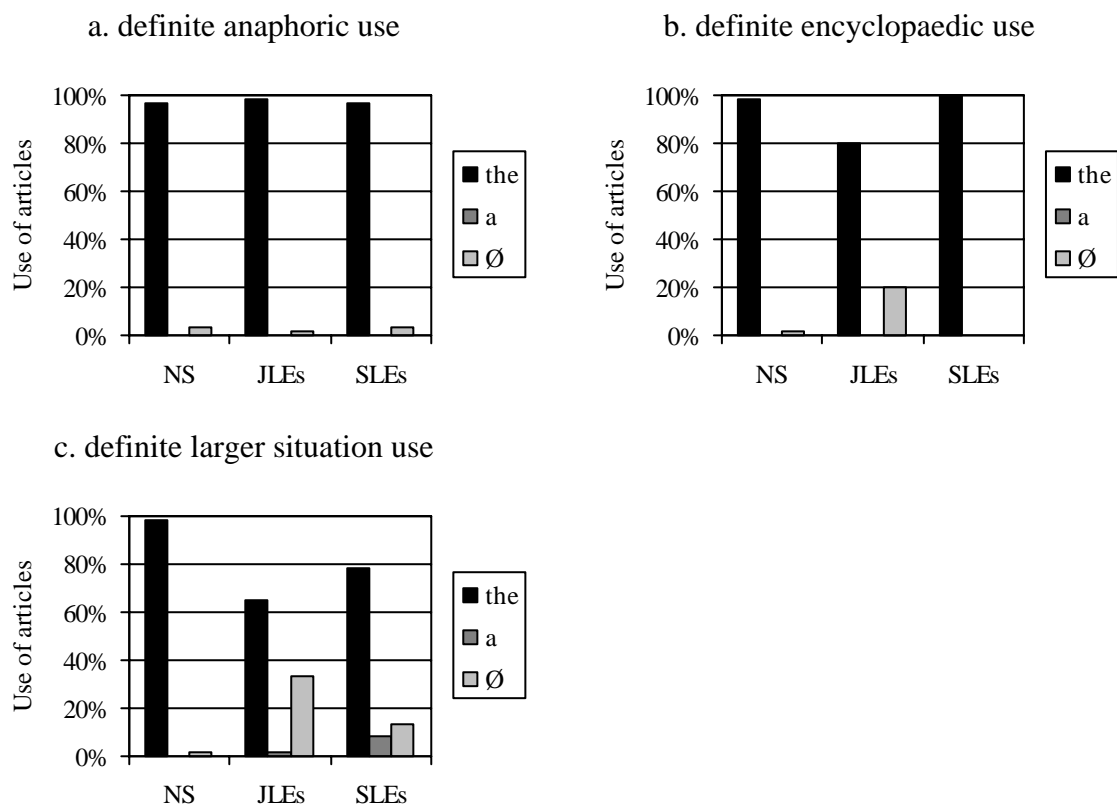 a. definite anaphoric use
100%
80%
60%
40%
20%
0%
Use of articles
NS JLEs SLEs
the
a
Ø
b. definite encyclopaedic use
100%
80%
60%
40%
20%
0%
Use of articles
NS JLEs SLEs
the
a
Ø
c. definite larger situation use
100%
80%
60%
40%
20%
0%
Use of articles
NS JLEs SLEs
the
a
Ø